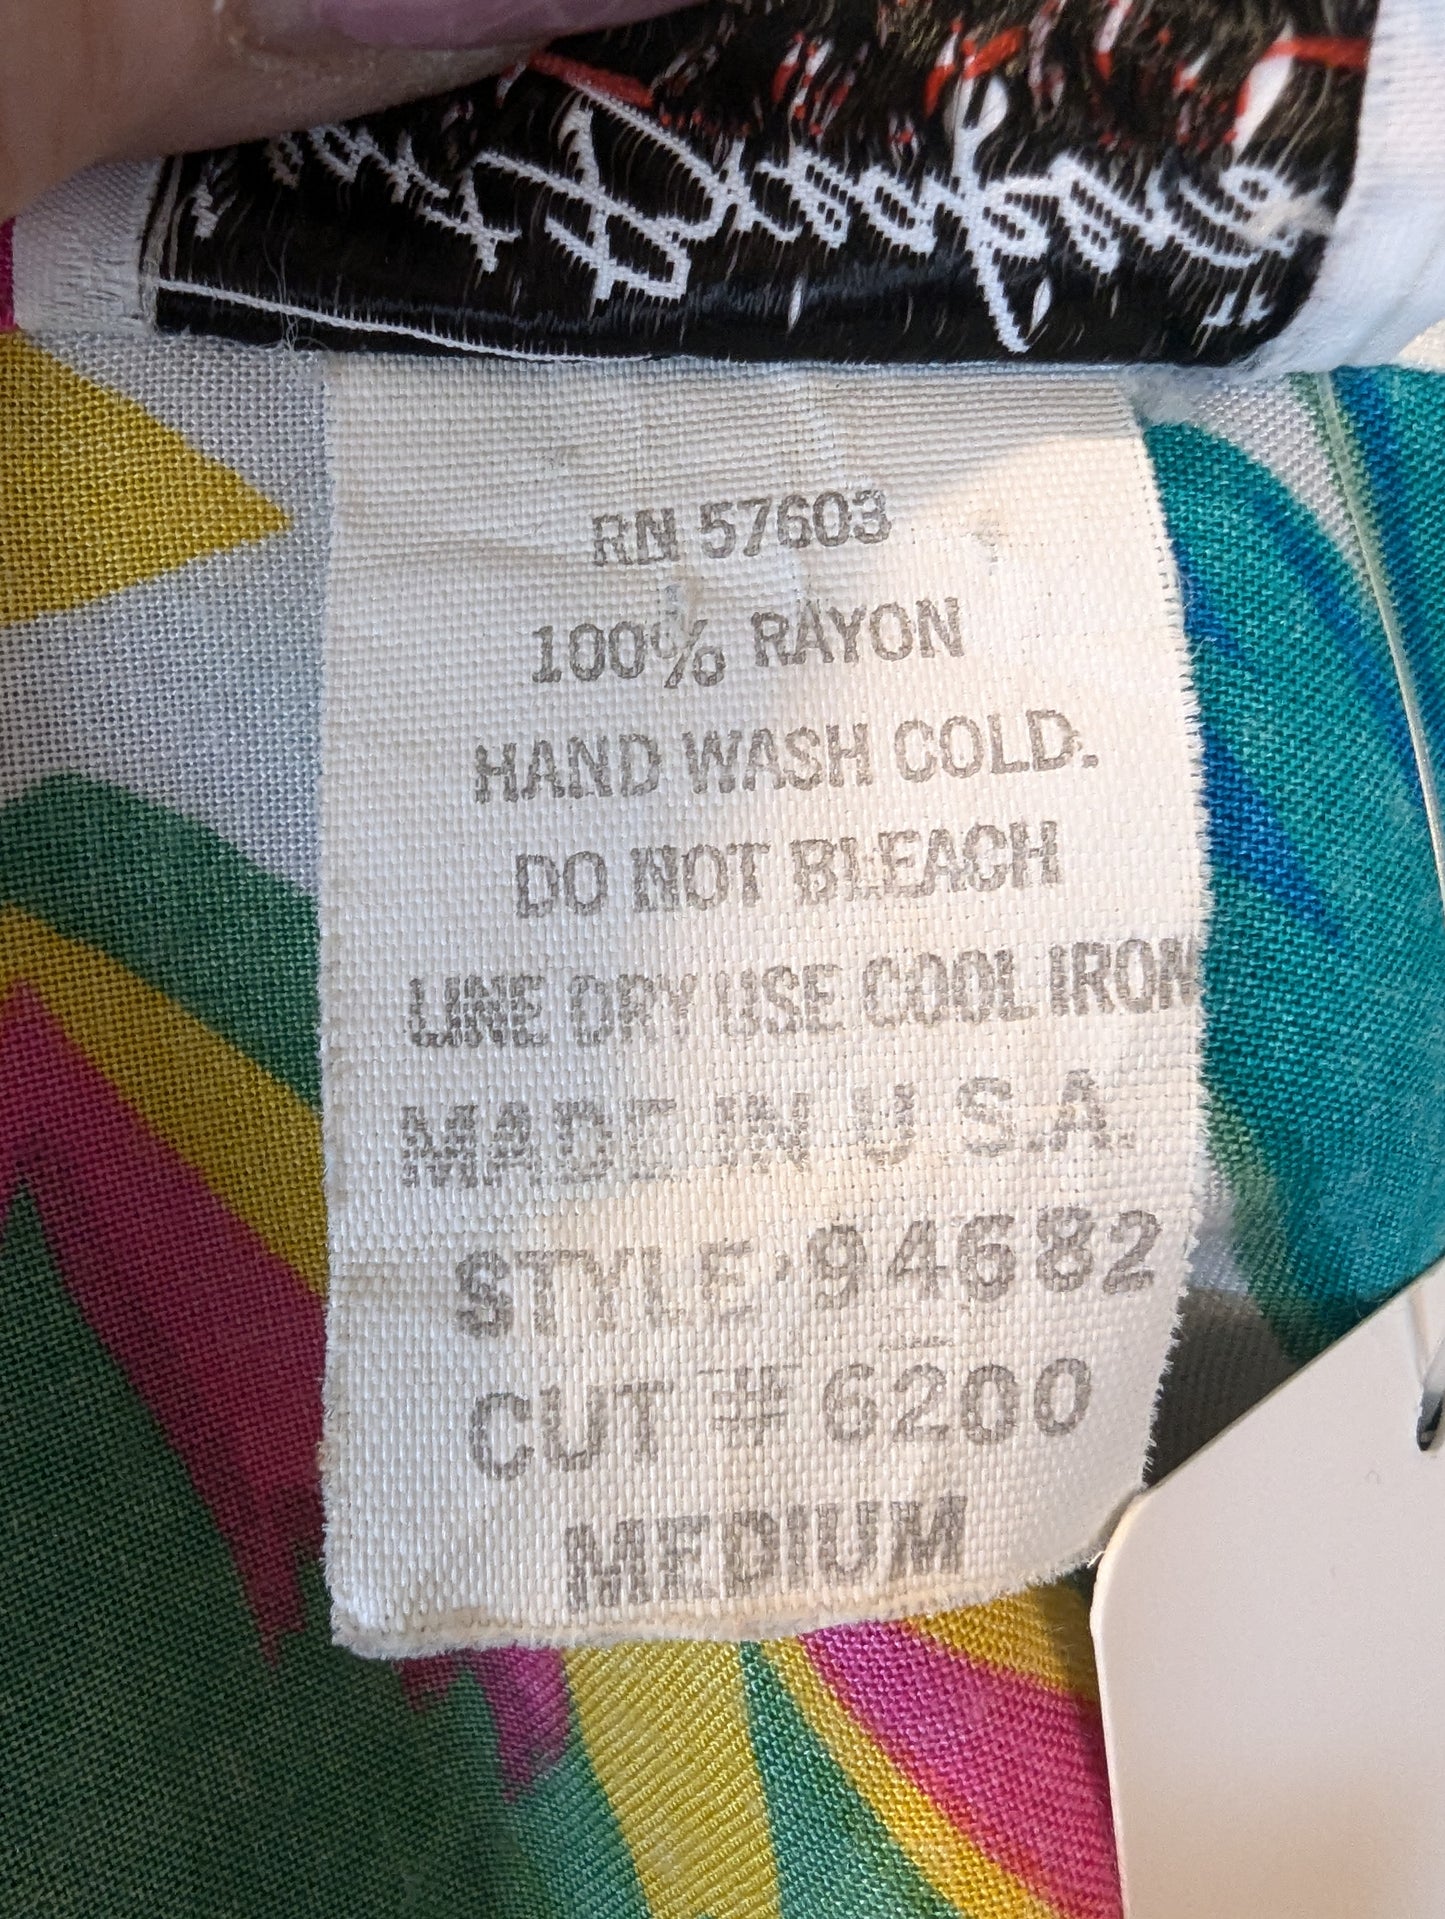 RN 57603
100% RAYON
HAND WASH COLD.
DO NOT BLEACH
LINE DRY USE COOL IRON
MADE IN U.S.A.
STYLE 94682
CUT # 6200
MEDIUM